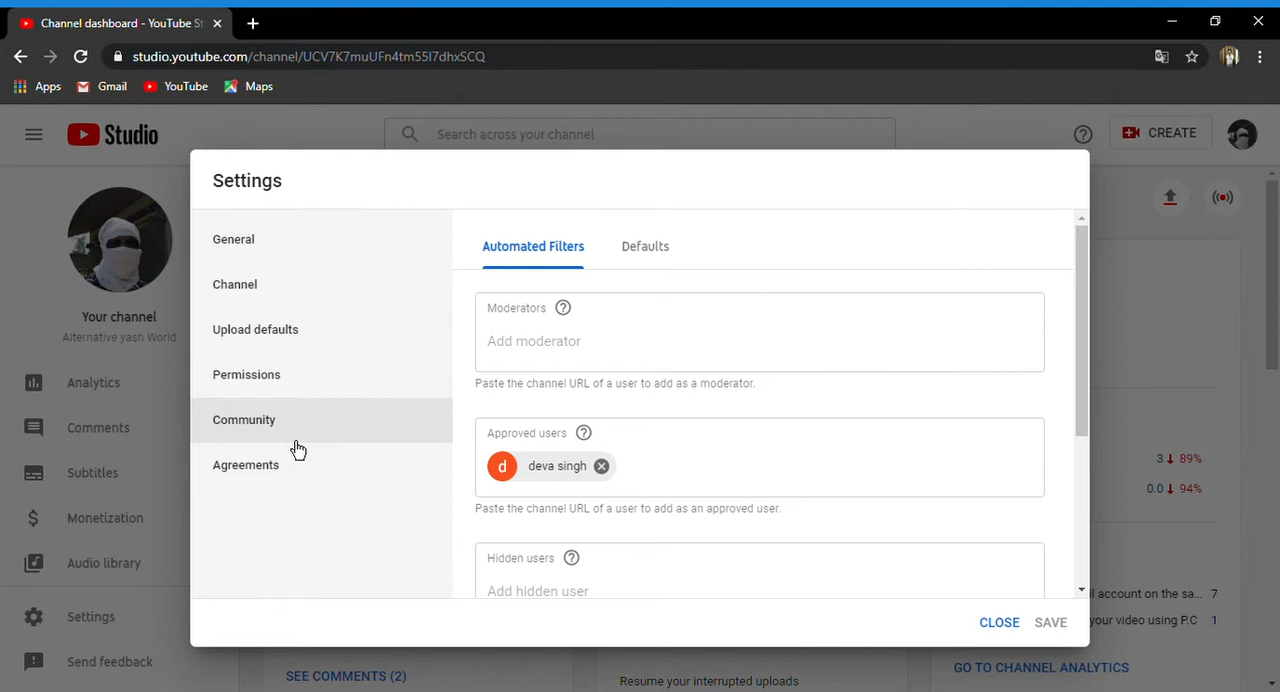 Channel dashboard - YouTube St
studio.youtube.com/channel/UCV7K7muUFn4tm55I7dhxSCQ
Apps Gmail YouTube Maps
Studio
Search across your channel
CREATE
Settings
General
Channel
Upload defaults
Permissions
Community
Agreements
Automated Filters Defaults
Moderators
Add moderator
Paste the channel URL of a user to add as a moderator.
Approved users
d deva singh
Paste the channel URL of a user to add as an approved user.
Hidden users
Add hidden user
CLOSE SAVE
Your channel
Alternative yash World
Analytics
Comments
Subtitles
Monetization
Audio library
Settings
Send feedback
3 89%
0.0 94%
account on the sa... 7
your video using P.C 1
SEE COMMENTS (2)
Resume your interrupted uploads
GO TO CHANNEL ANALYTICS